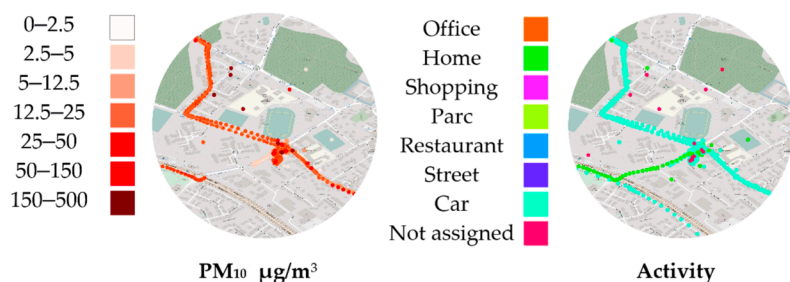 0–2.5
2.5–5
5–12.5
12.5–25
25–50
50–150
150–500
PM10 µg/m³
Office
Home
Shopping
Parc
Restaurant
Street
Car
Not assigned
Activity